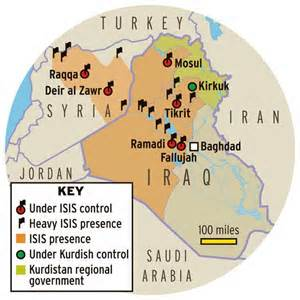 TURKEY
Mosul
Raqqa
Kirkuk
Deir al Zawr
Tikrit
SYRIA
IRAN
Ramadi
Baghdad
Fallujah
JORDAN
IRAQ
KEY
Under ISIS control
Heavy ISIS presence
ISIS presence
Under Kurdish control
Kurdistan regional
government
100 miles
SAUDI
ARABIA